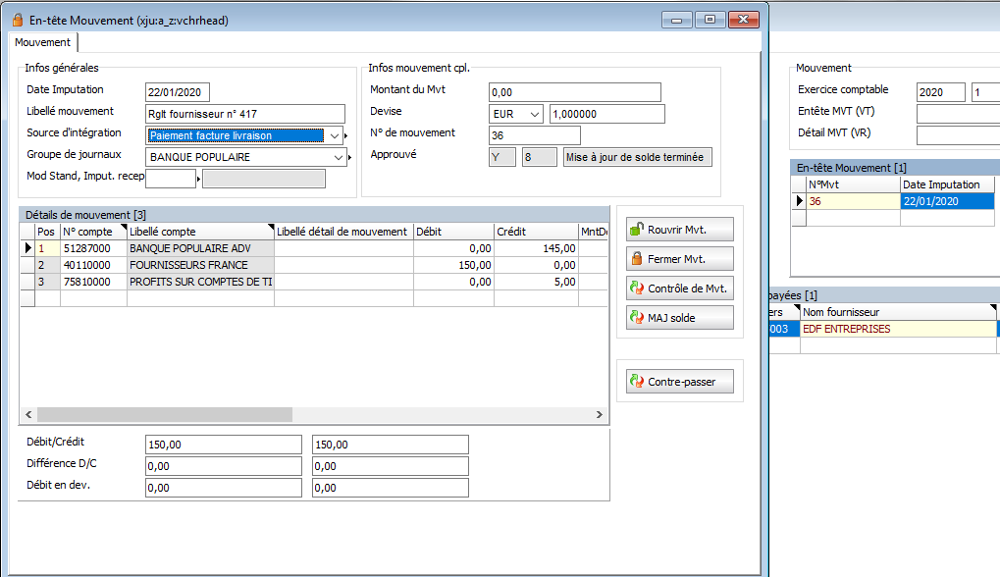 En-tête Mouvement (xju:a_z:vchrhead)
Mouvement
Infos générales
Date Imputation 22/01/2020
Libellé mouvement Rglt fournisseur n° 417
Source d'intégration Paiement facture livraison
Groupe de journaux BANQUE POPULAIRE
Mod Stand, Imput. recep
Infos mouvement cpl.
Montant du Mvt 0,00
Devise EUR 1,000000
N° de mouvement 36
Approuvé Y 8 Mise à jour de solde terminée
Détails de mouvement [3]
Pos N° compte Libellé compte Libellé détail de mouvement Débit Crédit MntDe
1 51287000 BANQUE POPULAIRE ADV 0,00 145,00
2 40110000 FOURNISSEURS FRANCE 150,00 0,00
3 75810000 PROFITS SUR COMPTES DE TI 0,00 5,00
Rouvrir Mvt.
Fermer Mvt.
Contrôle de Mvt.
MAJ solde
Contre-passer
Débit/Crédit 150,00 150,00
Différence D/C 0,00 0,00
Débit en dev. 0,00 0,00
Mouvement
Exercice comptable 2020 1
Entête MVT (VT)
Détail MVT (VR)
En-tête Mouvement [1]
N°Mvt Date Imputation
36 22/01/2020
payées [1]
ers Nom fournisseur
003 EDF ENTREPRISES